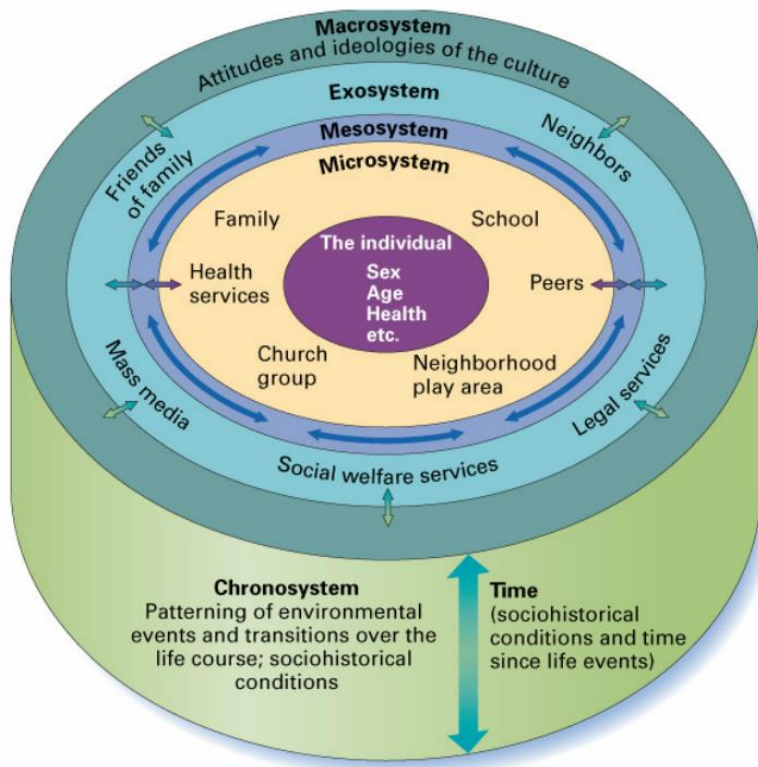 Macrosystem
Attitudes and ideologies of the culture
Exosystem
Mesosystem
Microsystem
Friends
of family
Neighbors
Family
School
The individual
Sex
Age
Health
etc.
Health
services
Peers
Church
group
Neighborhood
play area
Mass media
Legal services
Social welfare services
Chronosystem
Patterning of environmental
events and transitions over the
life course; sociohistorical
conditions
Time
(sociohistorical
conditions and time
since life events)